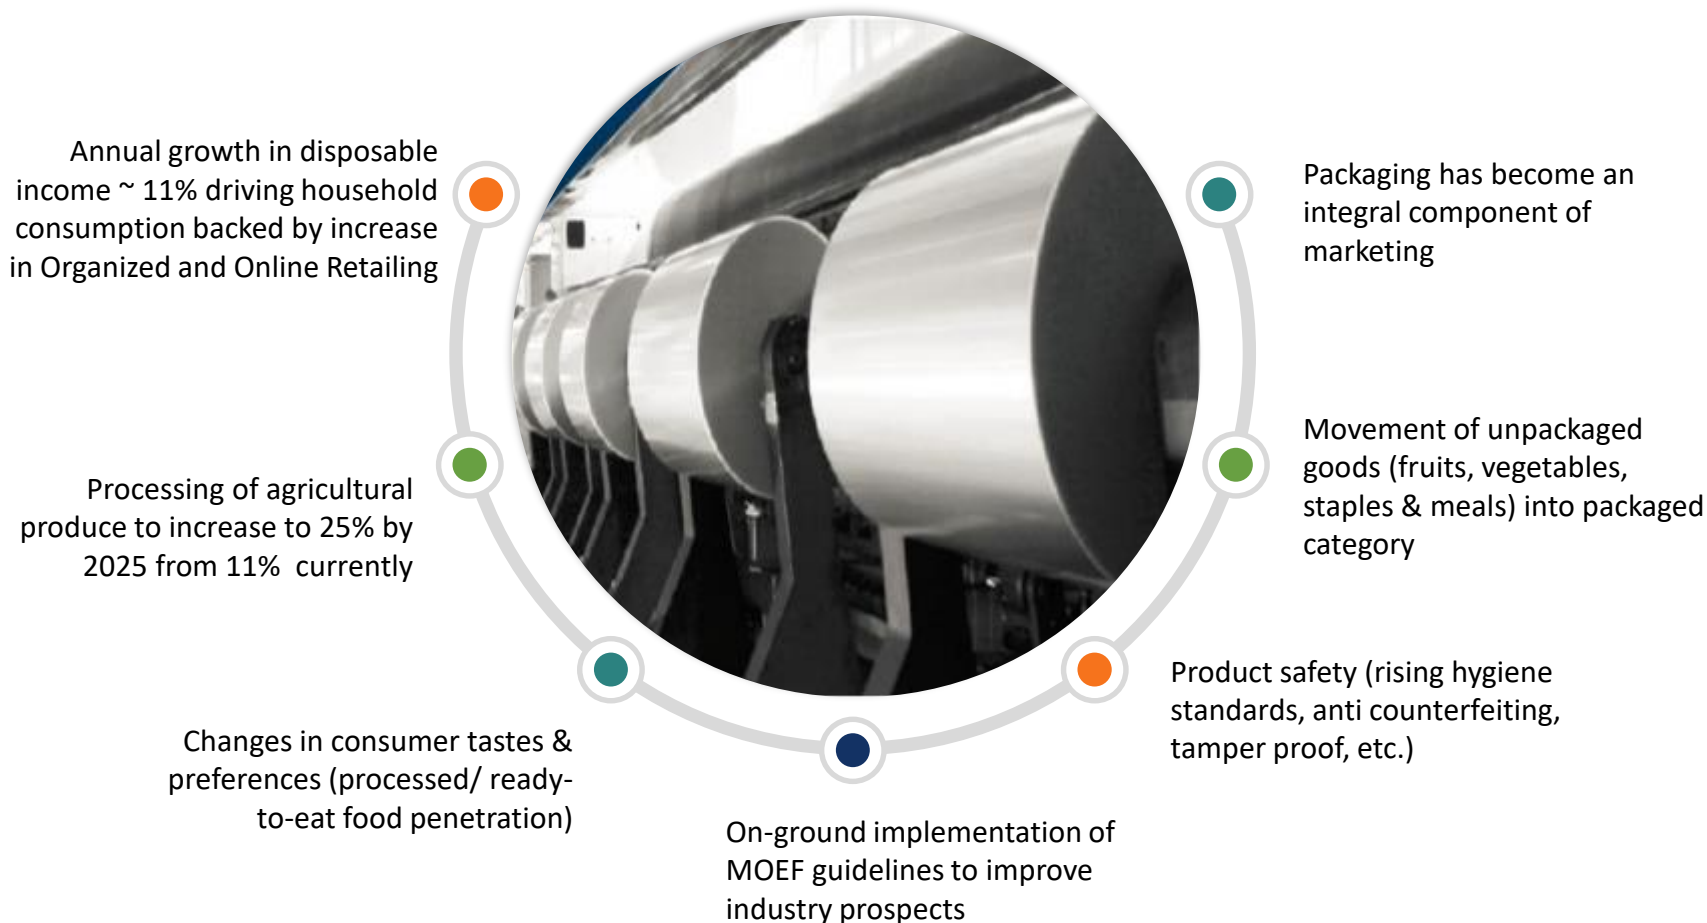 Annual growth in disposable
income ~ 11% driving household
consumption backed by increase
in Organized and Online Retailing
Processing of agricultural
produce to increase to 25% by
2025 from 11%  currently
Changes in consumer tastes &
preferences (processed/ ready-
to-eat food penetration)
On-ground implementation of
MOEF guidelines to improve
industry prospects
Product safety (rising hygiene
standards, anti counterfeiting,
tamper proof, etc.)
Movement of unpackaged
goods (fruits, vegetables,
staples & meals) into packaged
category
Packaging has become an
integral component of
marketing